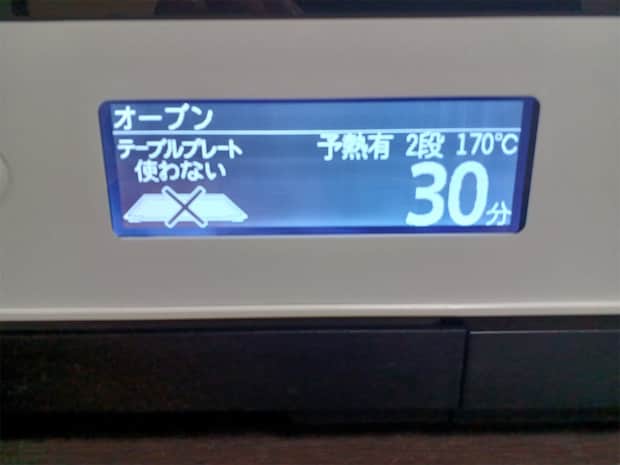 オーブン
テーブルプレート
使わない
予熱有 2段 170℃
30分